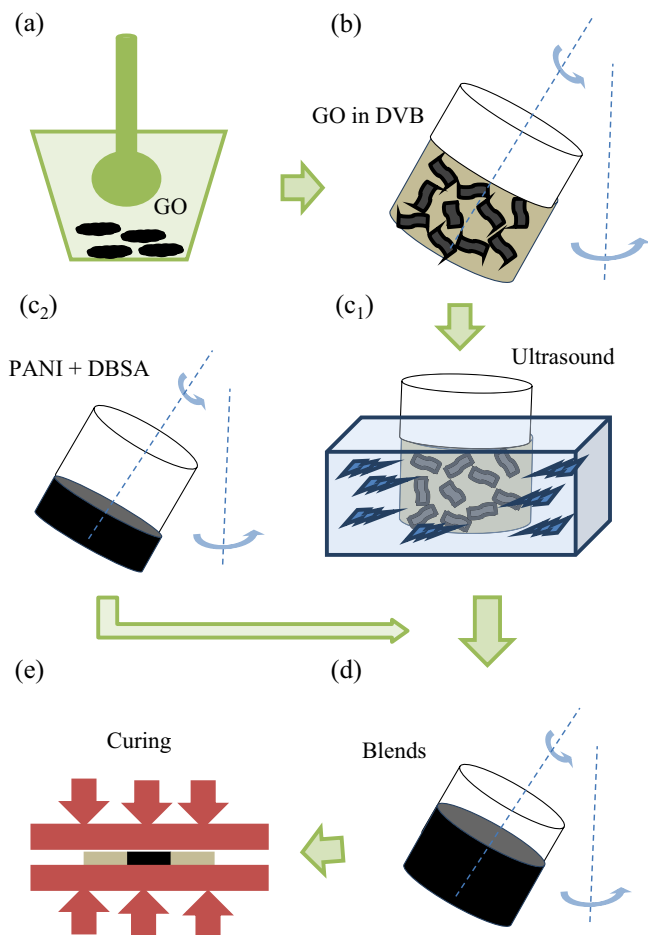 (a)
GO
(b)
GO in DVB
(c₂)
PANI + DBSA
(c₁)
Ultrasound
(e)
Curing
(d)
Blends